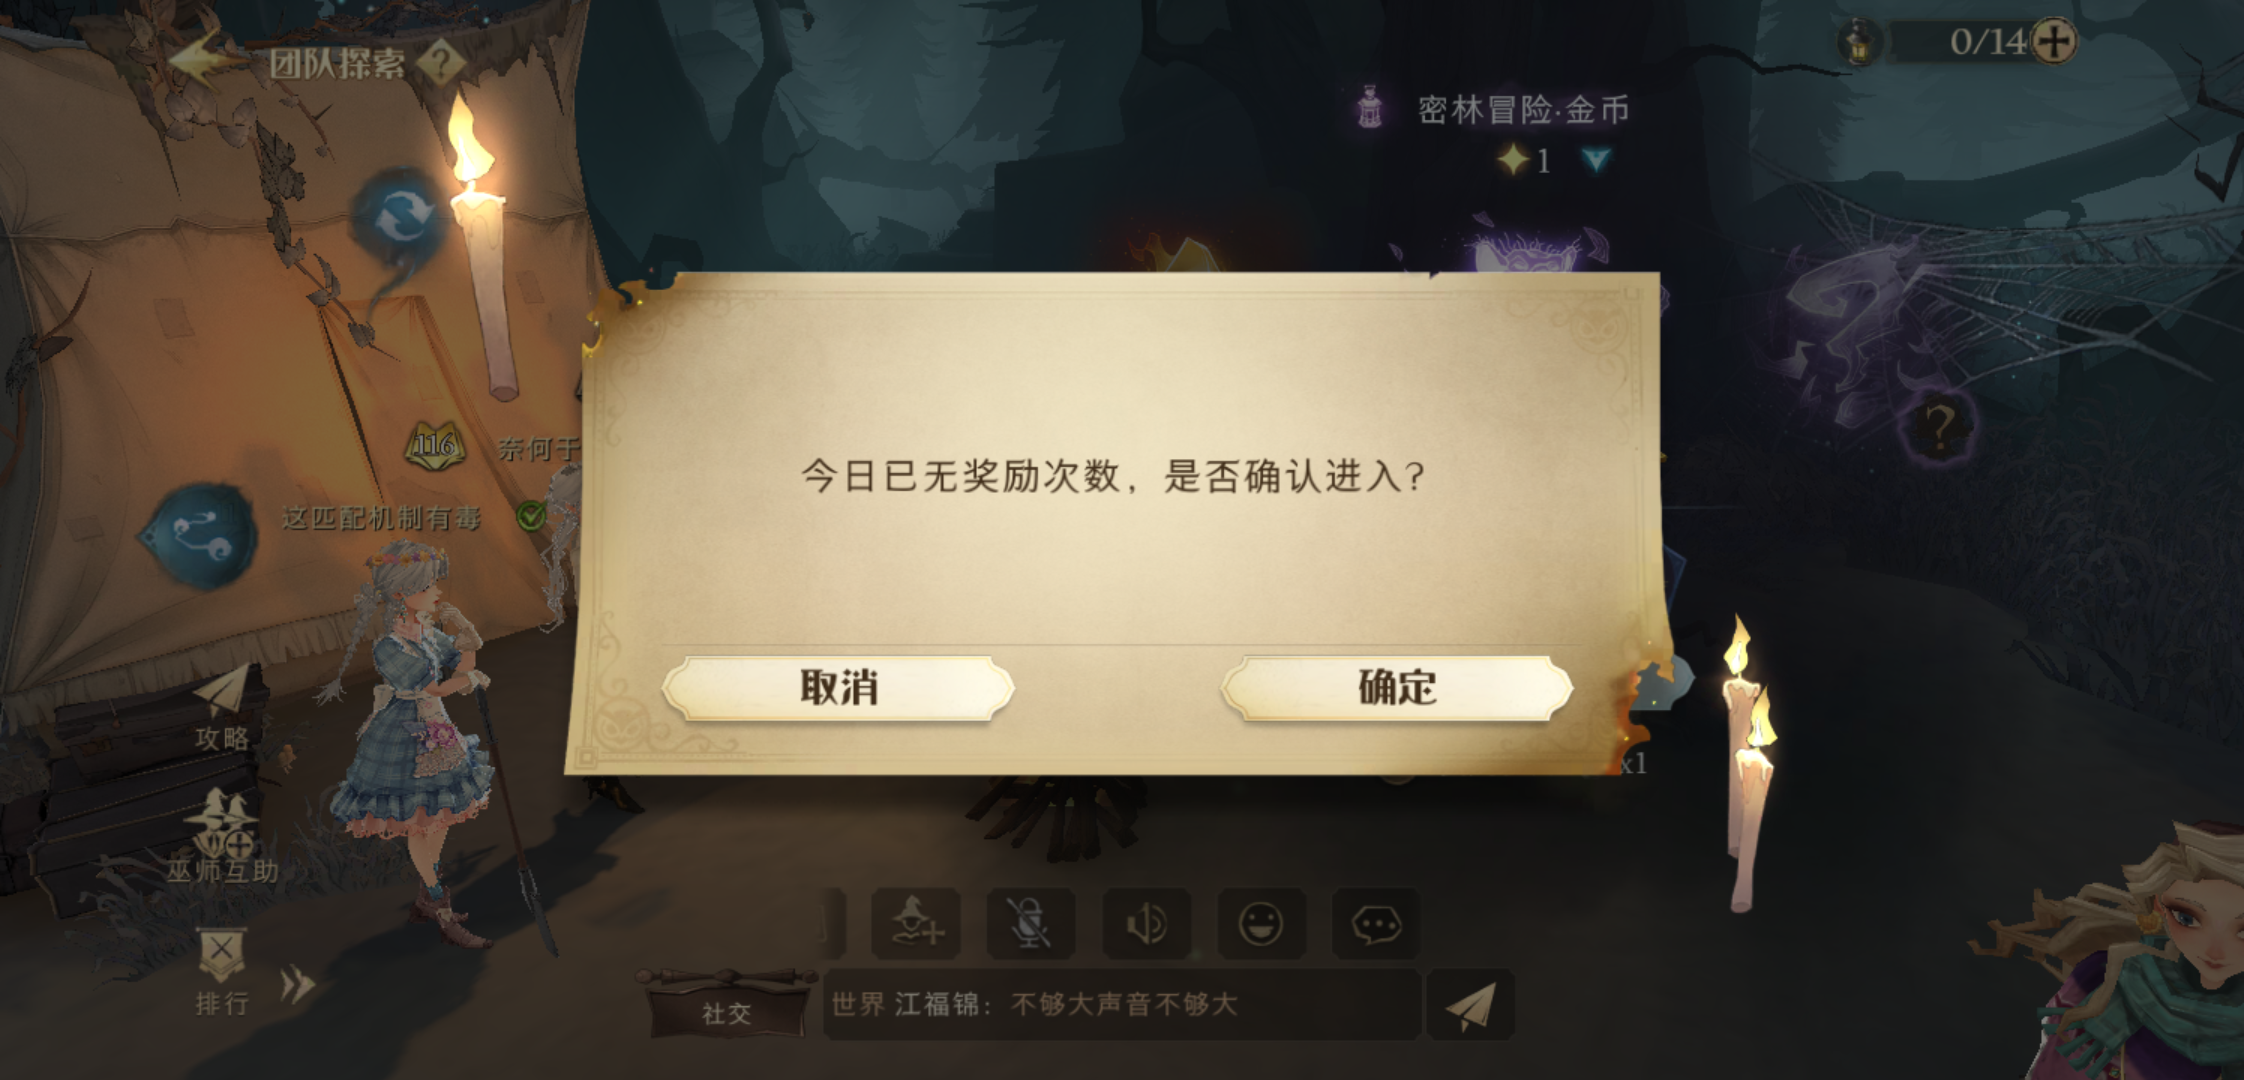 团队探索
0/14
密林冒险·金币
1
116
奈何于
这匹配机制有毒
今日已无奖励次数，是否确认进入？
取消
确定
x1
攻略
巫师互助
排行
社交
世界 江福锦：不够大声音不够大